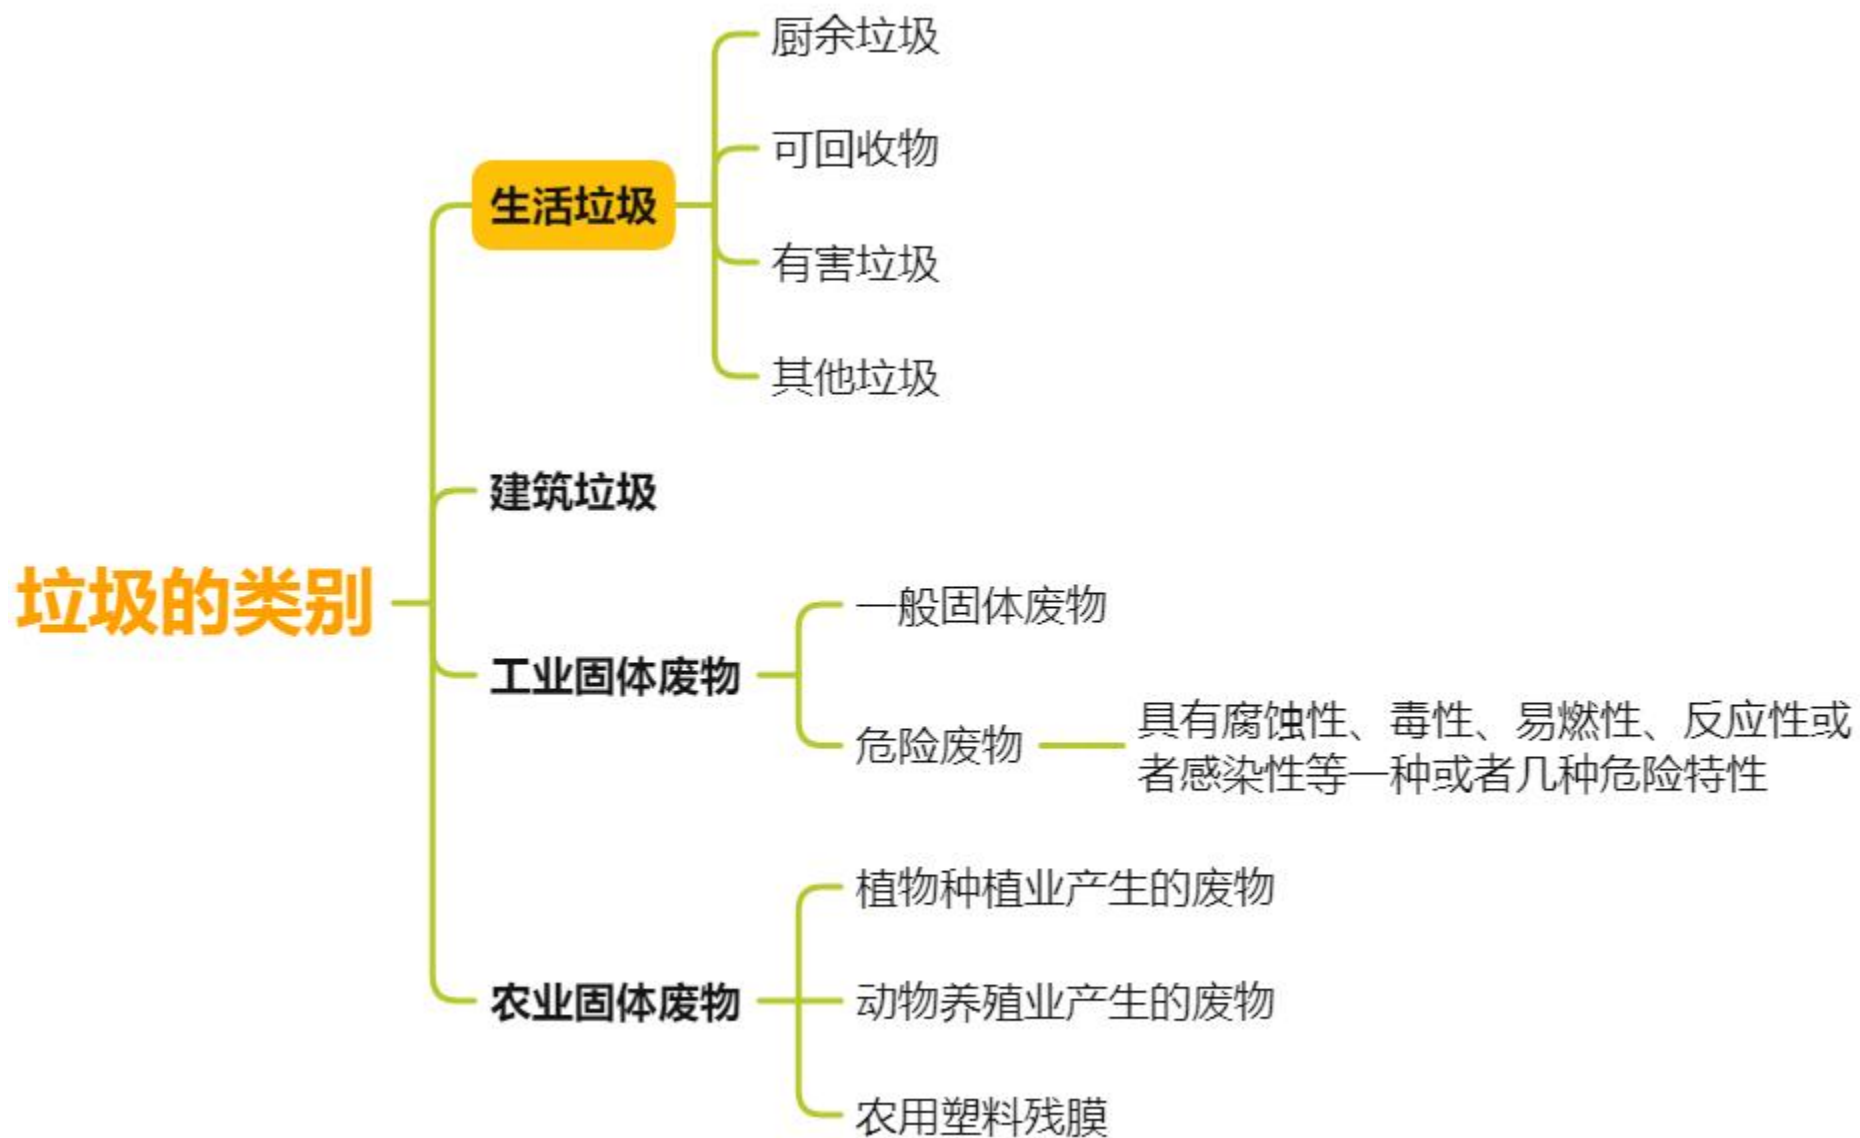 垃圾的类别
生活垃圾
厨余垃圾
可回收物
有害垃圾
其他垃圾
建筑垃圾
工业固体废物
一般固体废物
危险废物
具有腐蚀性、毒性、易燃性、反应性或
者感染性等一种或者几种危险特性
农业固体废物
植物种植业产生的废物
动物养殖业产生的废物
农用塑料残膜